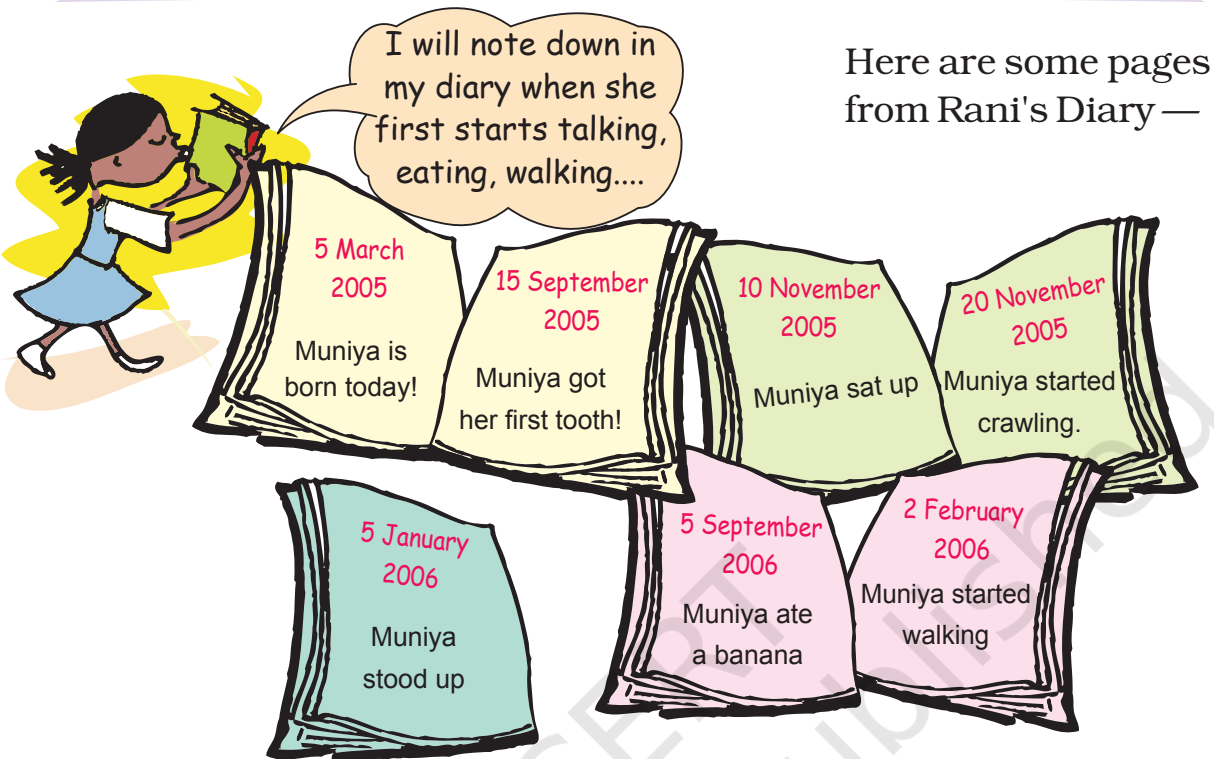 I will note down in
my diary when she
first starts talking,
eating, walking....
Here are some pages
from Rani's Diary —
5 March
2005
Muniya is
born today!
15 September
2005
Muniya got
her first tooth!
10 November
2005
Muniya sat up
20 November
2005
Muniya started
crawling.
5 January
2006
Muniya
stood up
5 September
2006
Muniya ate
a banana
2 February
2006
Muniya started
walking